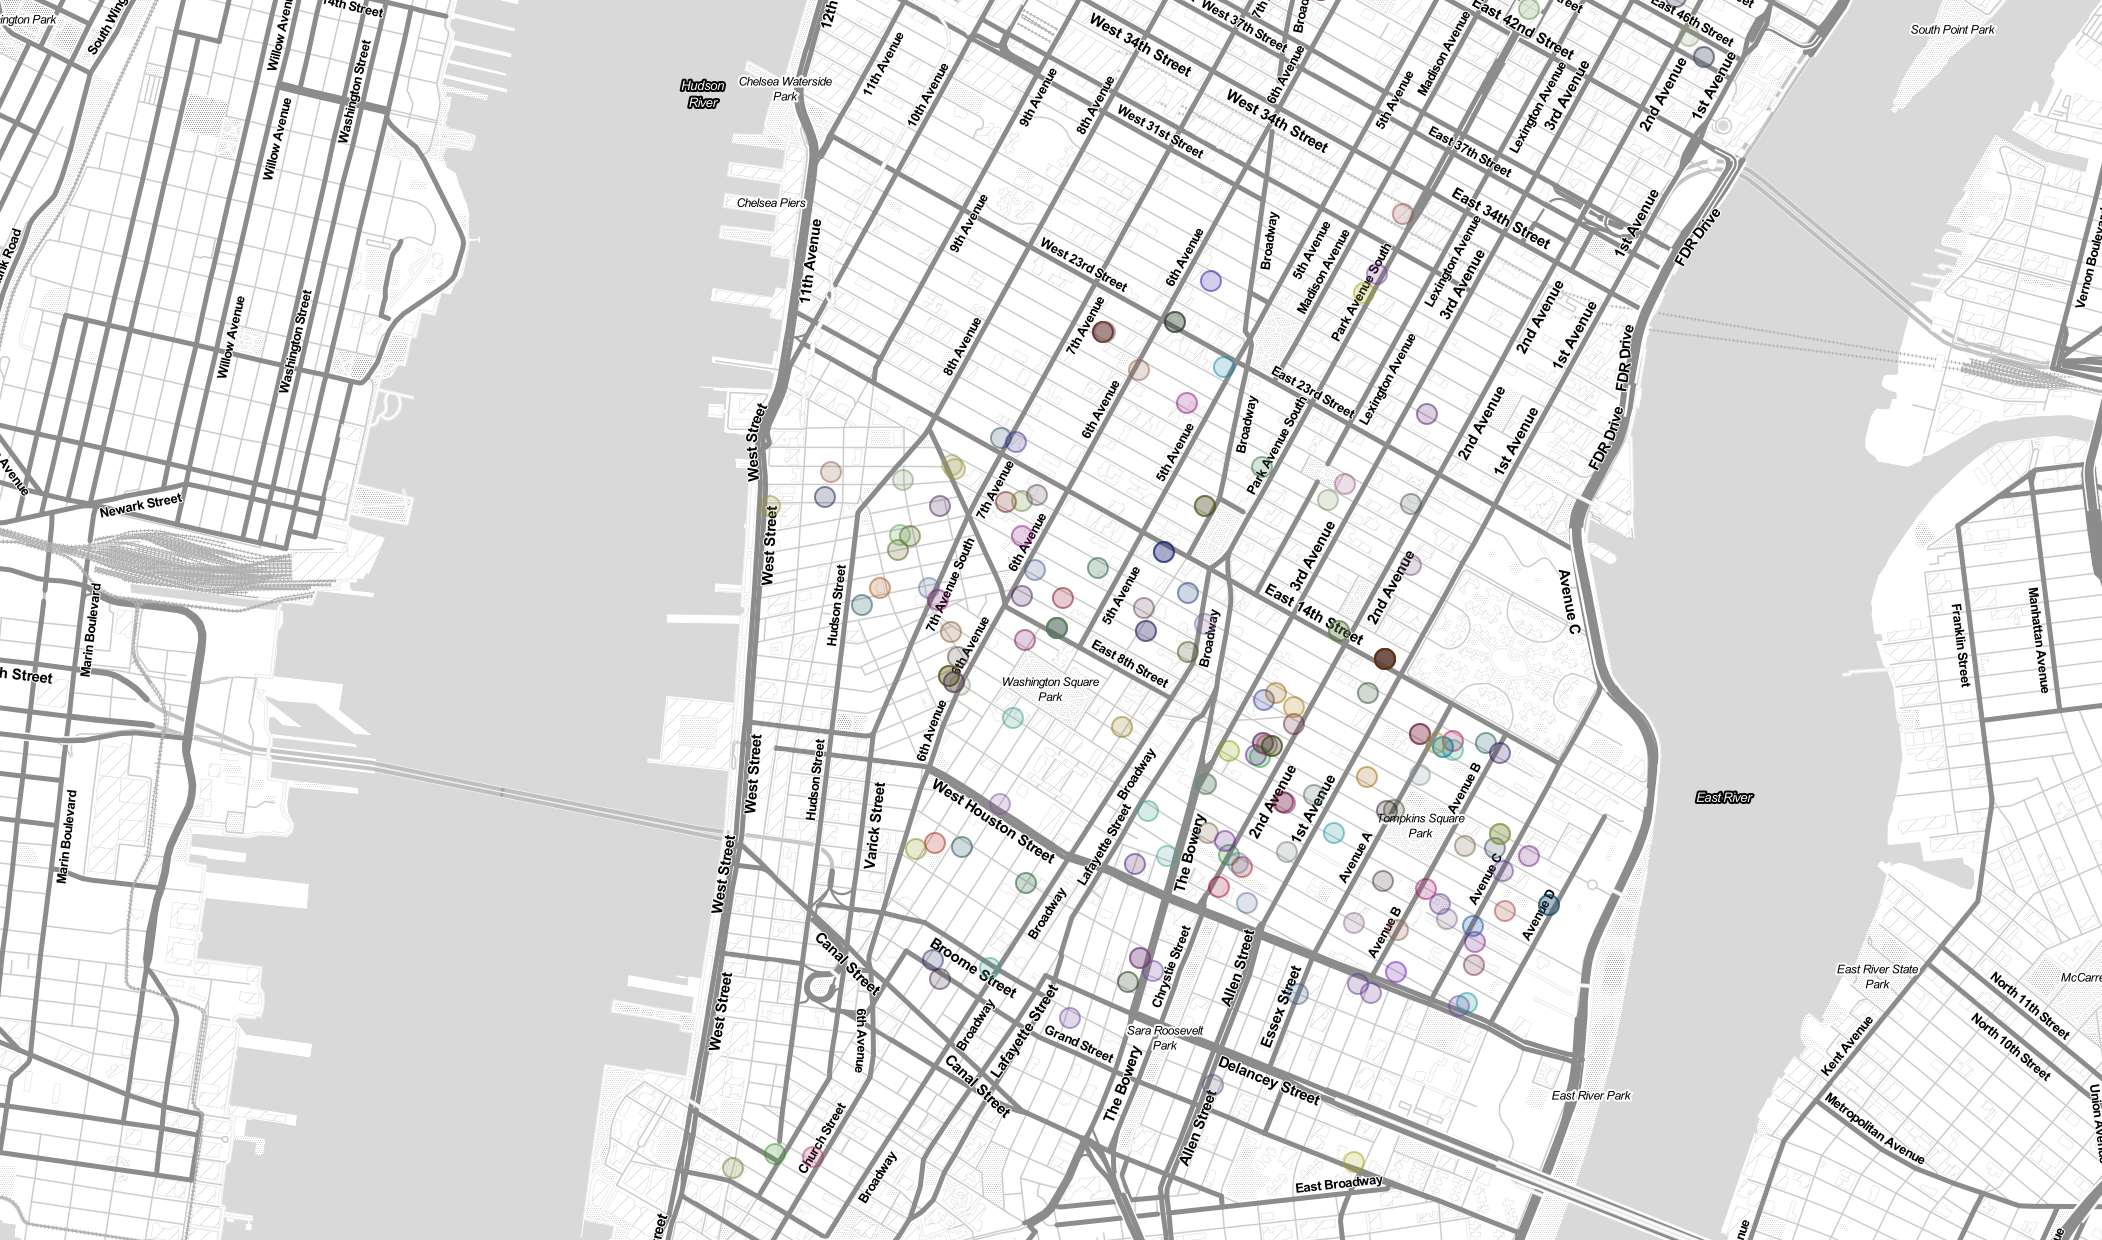 ington Park
South Wing
Willow Aven
14th Street
Washington Street
Willow Avenue
12th
11th Avenue
10th Avenue
9th Avenue
8th Avenue
West 34th Street
West 37th Street
7th
Broad
6th Avenue
5th Avenue
Madison Avenue
East 42nd Street
reet
East 46th Street
Lexington Avenue
3rd Avenue
2nd Avenue
1st Avenue
South Point Park
Hudson
River
Chelsea Waterside
Park
West 31st Street
West 34th Street
East 37th Street
East 34th Street
1st Avenue
FDR Drive
Chelsea Piers
11th Avenue
9th Avenue
West 23rd Street
6th Avenue
Broadway
5th Avenue
Madison Avenue
Park Avenue South
Lexington Avenue
3rd Avenue
2nd Avenue
1st Avenue
FDR Drive
Vernon Boulevar
nk Road
Willow Avenue
Washington Street
8th Avenue
7th Avenue
6th Avenue
5th Avenue
Broadway
East 23rd Street
Park Avenue South
Lexington Avenue
2nd Avenue
1st Avenue
FDR Drive
Avenue
Newark Street
West Street
West Street
7th Avenue
6th Avenue
3rd Avenue
2nd Avenue
East 14th Street
Avenue C
Marin Boulevard
h Street
Hudson Street
7th Avenue South
6th Avenue
5th Avenue
East 8th Street
Broadway
Washington Square
Park
Franklin Street
Manhattan Avenue
Marin Boulevard
West Street
Hudson Street
Varick Street
6th Avenue
West Houston Street
Broadway
Lafayette Street
The Bowery
2nd Avenue
1st Avenue
Avenue A
Tompkins Square
Park
Avenue B
Avenue C
Avenue D
Avenue B
East River
West Street
Canal Street
Broome Street
Broadway
Chrystie Street
Allen Street
Essex Street
East River State
Park
McCarre
North 11th Street
North 10th Street
Kent Avenue
Metropolitan Avenue
Union Avenu
West Street
6th Avenue
Broadway
Lafayette Street
Grand Street
Canal Street
Sara Roosevelt
Park
The Bowery
Delancey Street
Allen Street
East River Park
Church Street
Broadway
East Broadway
reet
nue
ue